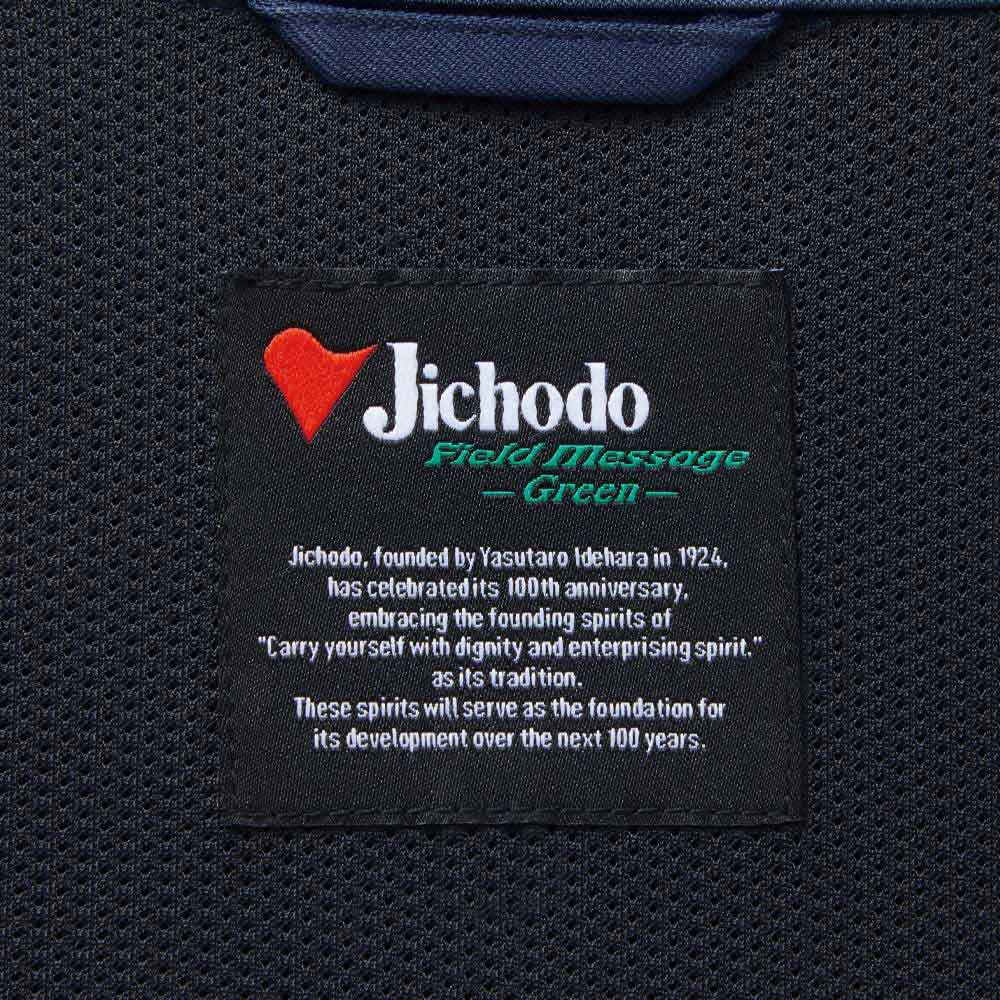 Jichodo
Field Message
-Green-
Jichodo, founded by Yasutaro Idehara in 1924,
has celebrated its 100th anniversary,
embracing the founding spirits of
"Carry yourself with dignity and enterprising spirit."
as its tradition.
These spirits will serve as the foundation for
its development over the next 100 years.